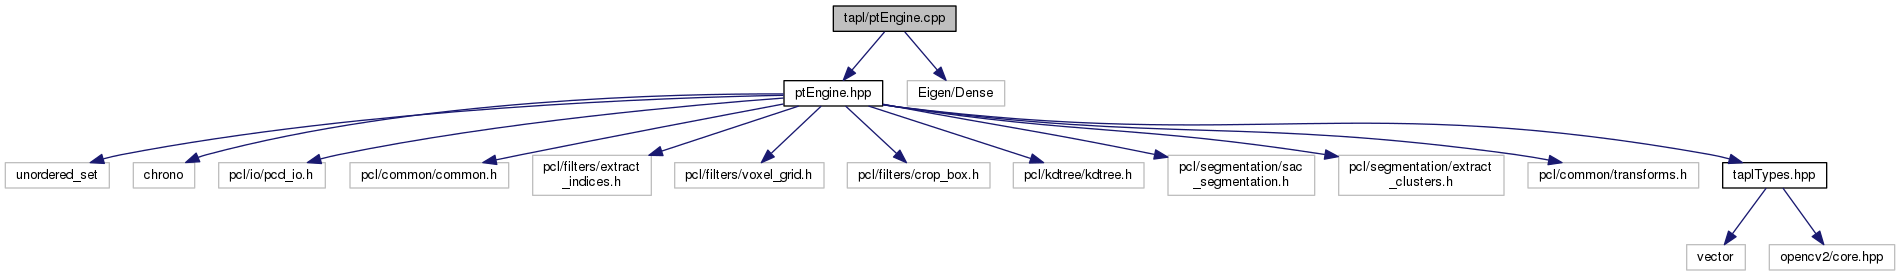 tapl/ptEngine.cpp
ptEngine.hpp
Eigen/Dense
unordered_set
chrono
pcl/io/pcd_io.h
pcl/common/common.h
pcl/filters/extract
_indices.h
pcl/filters/voxel_grid.h
pcl/filters/crop_box.h
pcl/kdtree/kdtree.h
pcl/segmentation/sac
_segmentation.h
pcl/segmentation/extract
_clusters.h
pcl/common/transforms.h
taplTypes.hpp
vector
opencv2/core.hpp